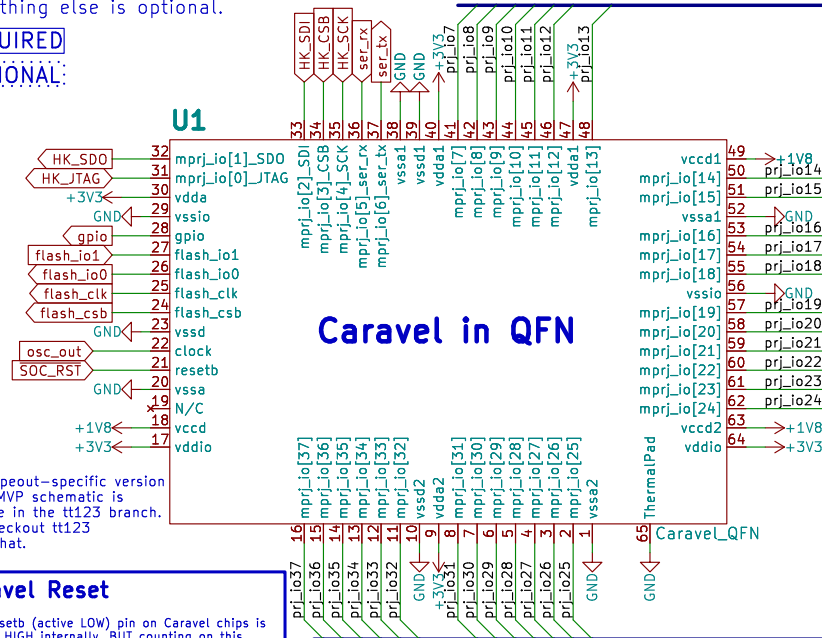 thing else is optional.
UIRED
IONAL
U1
HK_SDI
HK_CSB
HK_SCK
ser_rx
ser_tx
GND
GND
+3V3
prj_io7
prj_io8
prj_io9
prj_io10
prj_io11
prj_io12
+3V3
prj_io13
33
34
35
36
37
38
39
40
41
42
43
44
45
46
47
48
mprj_io[2]_SDI
mprj_io[3]_CSB
mprj_io[4]_SCK
mprj_io[5]_ser_rx
mprj_io[6]_ser_tx
vssa1
vssd1
vdda1
mprj_io[7]
mprj_io[8]
mprj_io[9]
mprj_io[10]
mprj_io[11]
mprj_io[12]
vdda1
mprj_io[13]
HK_SDO 32 mprj_io[1]_SDO
HK_JTAG 31 mprj_io[0]_JTAG
+3V3 30 vdda
GND 29 vssio
gpio 28 gpio
flash_io1 27 flash_io1
flash_io0 26 flash_io0
flash_clk 25 flash_clk
flash_csb 24 flash_csb
GND 23 vssd
osc_out 22 clock
SOC_RST 21 resetb
GND 20 vssa
19 N/C
+1V8 18 vccd
+3V3 17 vddio
Caravel in QFN
vccd1 49 +1V8
mprj_io[14] 50 prj_io14
mprj_io[15] 51 prj_io15
vssa1 52 GND
mprj_io[16] 53 prj_io16
mprj_io[17] 54 prj_io17
mprj_io[18] 55 prj_io18
vssio 56 GND
mprj_io[19] 57 prj_io19
mprj_io[20] 58 prj_io20
mprj_io[21] 59 prj_io21
mprj_io[22] 60 prj_io22
mprj_io[23] 61 prj_io23
mprj_io[24] 62 prj_io24
vccd2 63 +1V8
vddio 64 +3V3
mprj_io[37]
mprj_io[36]
mprj_io[35]
mprj_io[34]
mprj_io[33]
mprj_io[32]
vssd2
vdda2
mprj_io[31]
mprj_io[30]
mprj_io[29]
mprj_io[28]
mprj_io[27]
mprj_io[26]
mprj_io[25]
vssa2
ThermalPad
16
15
14
13
12
11
10
9
8
7
6
5
4
3
2
1
65
Caravel_QFN
prj_io37
prj_io36
prj_io35
prj_io34
prj_io33
prj_io32
GND
+3V3
prj_io31
prj_io30
prj_io29
prj_io28
prj_io27
prj_io26
prj_io25
GND
GND
peout-specific version
MVP schematic is
e in the tt123 branch.
eckout tt123
hat.
vel Reset
setb (active LOW) pin on Caravel chips is
HIGH internally, BUT counting on this